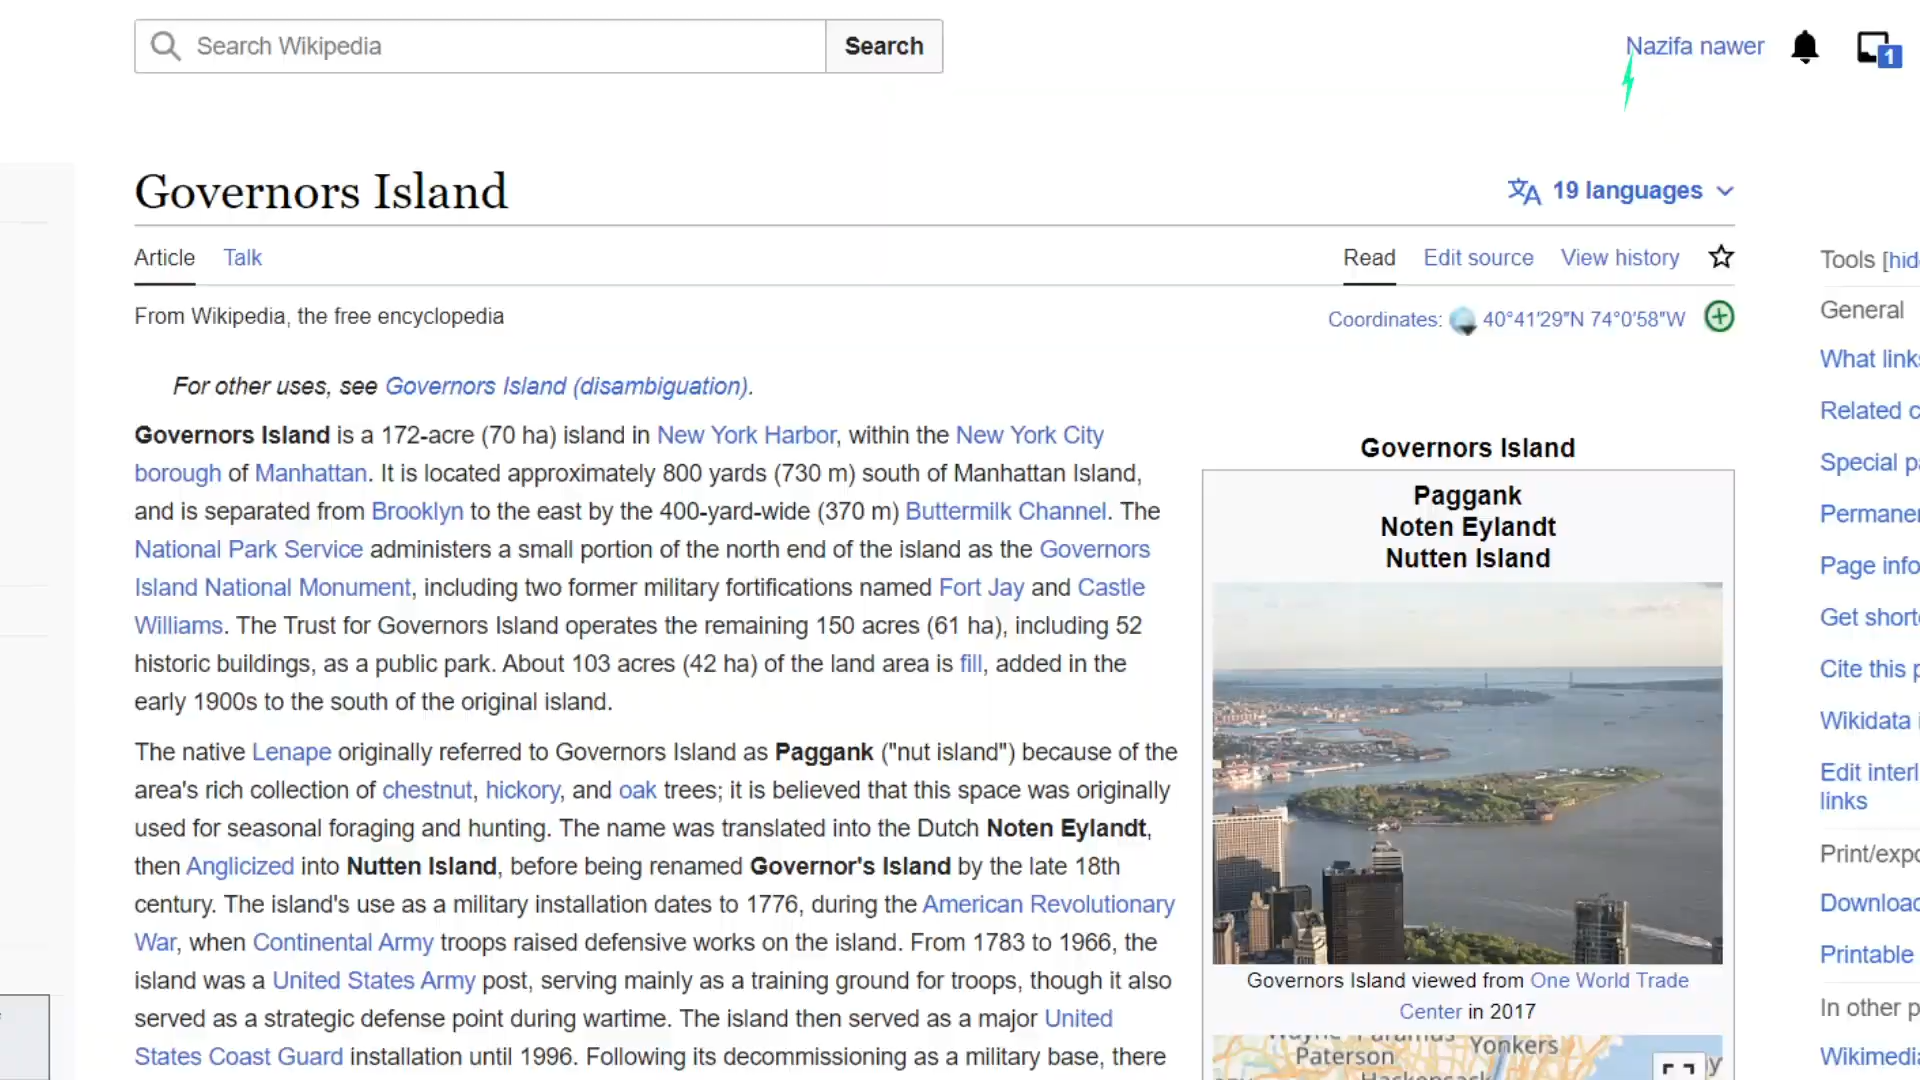 Search Wikipedia
Search
Nazifa nawer
1
Governors Island
19 languages
Article
Talk
Read
Edit source
View history
Tools [hid
From Wikipedia, the free encyclopedia
Coordinates: 40°41′29″N 74°0′58″W
General
What link
For other uses, see Governors Island (disambiguation).
Related c
Governors Island is a 172-acre (70 ha) island in New York Harbor, within the New York City
borough of Manhattan. It is located approximately 800 yards (730 m) south of Manhattan Island,
and is separated from Brooklyn to the east by the 400-yard-wide (370 m) Buttermilk Channel. The
National Park Service administers a small portion of the north end of the island as the Governors
Island National Monument, including two former military fortifications named Fort Jay and Castle
Williams. The Trust for Governors Island operates the remaining 150 acres (61 ha), including 52
historic buildings, as a public park. About 103 acres (42 ha) of the land area is fill, added in the
early 1900s to the south of the original island.
The native Lenape originally referred to Governors Island as Paggank ("nut island") because of the
area's rich collection of chestnut, hickory, and oak trees; it is believed that this space was originally
used for seasonal foraging and hunting. The name was translated into the Dutch Noten Eylandt,
then Anglicized into Nutten Island, before being renamed Governor's Island by the late 18th
century. The island's use as a military installation dates to 1776, during the American Revolutionary
War, when Continental Army troops raised defensive works on the island. From 1783 to 1966, the
island was a United States Army post, serving mainly as a training ground for troops, though it also
served as a strategic defense point during wartime. The island then served as a major United
States Coast Guard installation until 1996. Following its decommissioning as a military base, there
Governors Island
Paggank
Noten Eylandt
Nutten Island
Governors Island viewed from One World Trade
Center in 2017
Paterson
Yonkers
Special p
Permane
Page info
Get short
Cite this p
Wikidata i
Edit interl
links
Print/expo
Download
Printable
In other p
Wikimedia